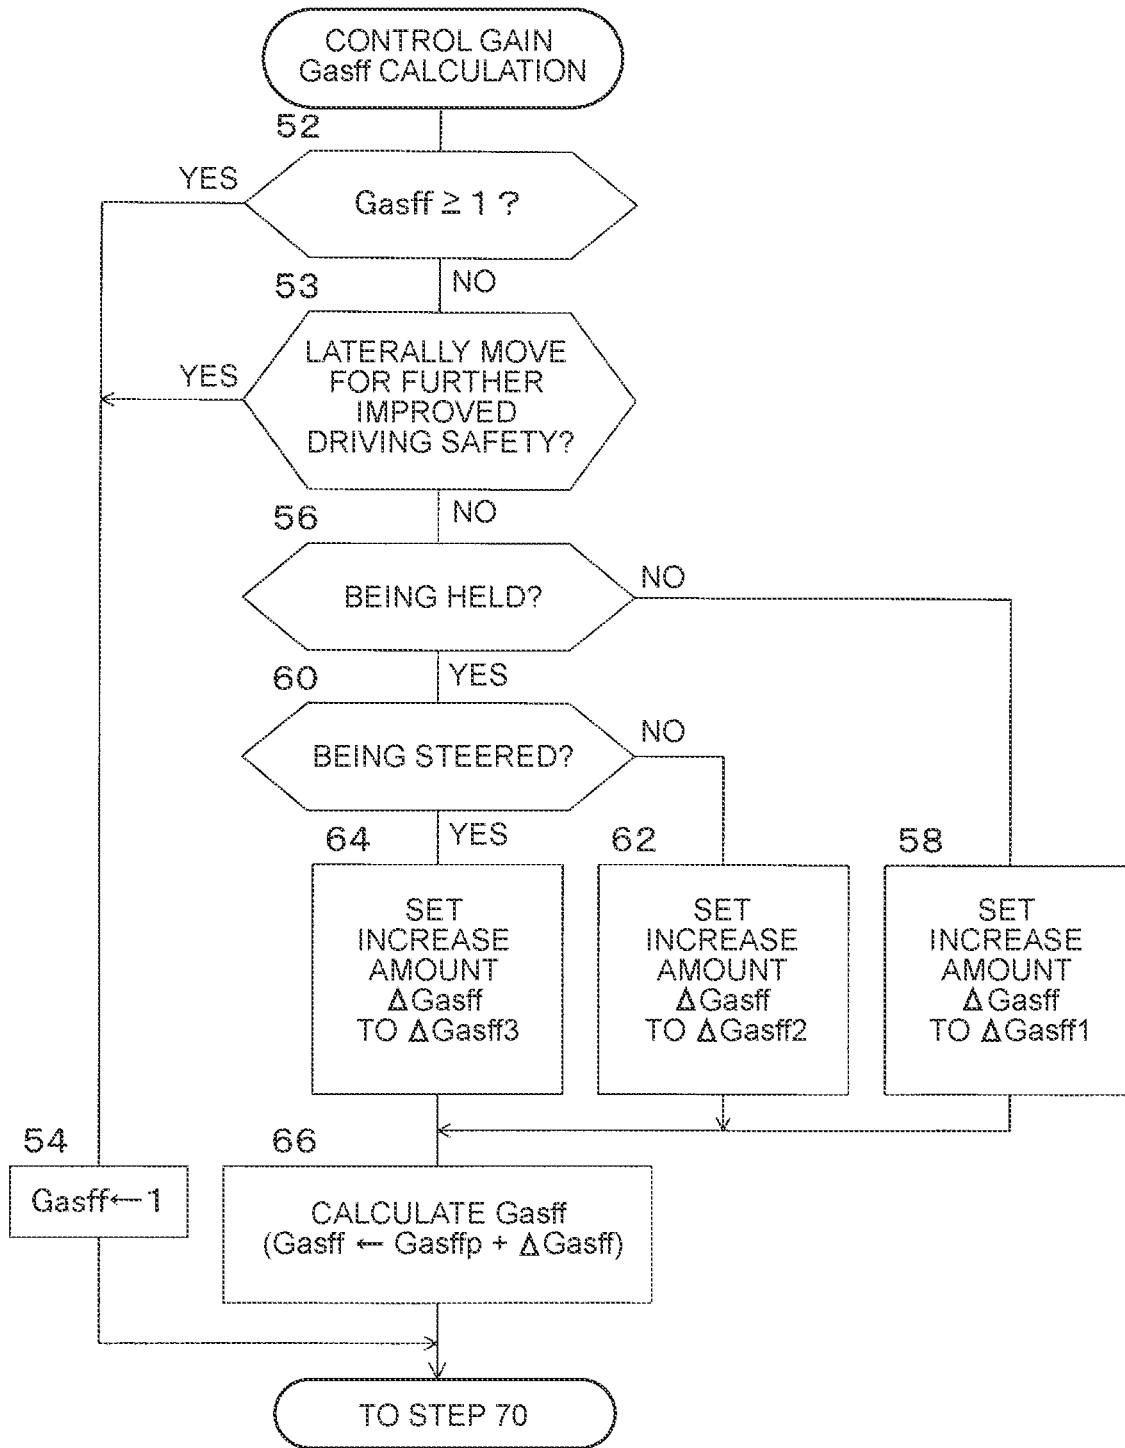 CONTROL GAIN
Gasff CALCULATION
52
YES
Gasff ≥ 1 ?
NO
53
YES
LATERALLY MOVE
FOR FURTHER
IMPROVED
DRIVING SAFETY?
NO
56
BEING HELD?
NO
YES
60
BEING STEERED?
NO
YES
64
SET
INCREASE
AMOUNT
ΔGasff
TO ΔGasff3
62
SET
INCREASE
AMOUNT
ΔGasff
TO ΔGasff2
58
SET
INCREASE
AMOUNT
ΔGasff
TO ΔGasff1
54
Gasff←1
66
CALCULATE Gasff
(Gasff ← Gasffp + ΔGasff)
TO STEP 70